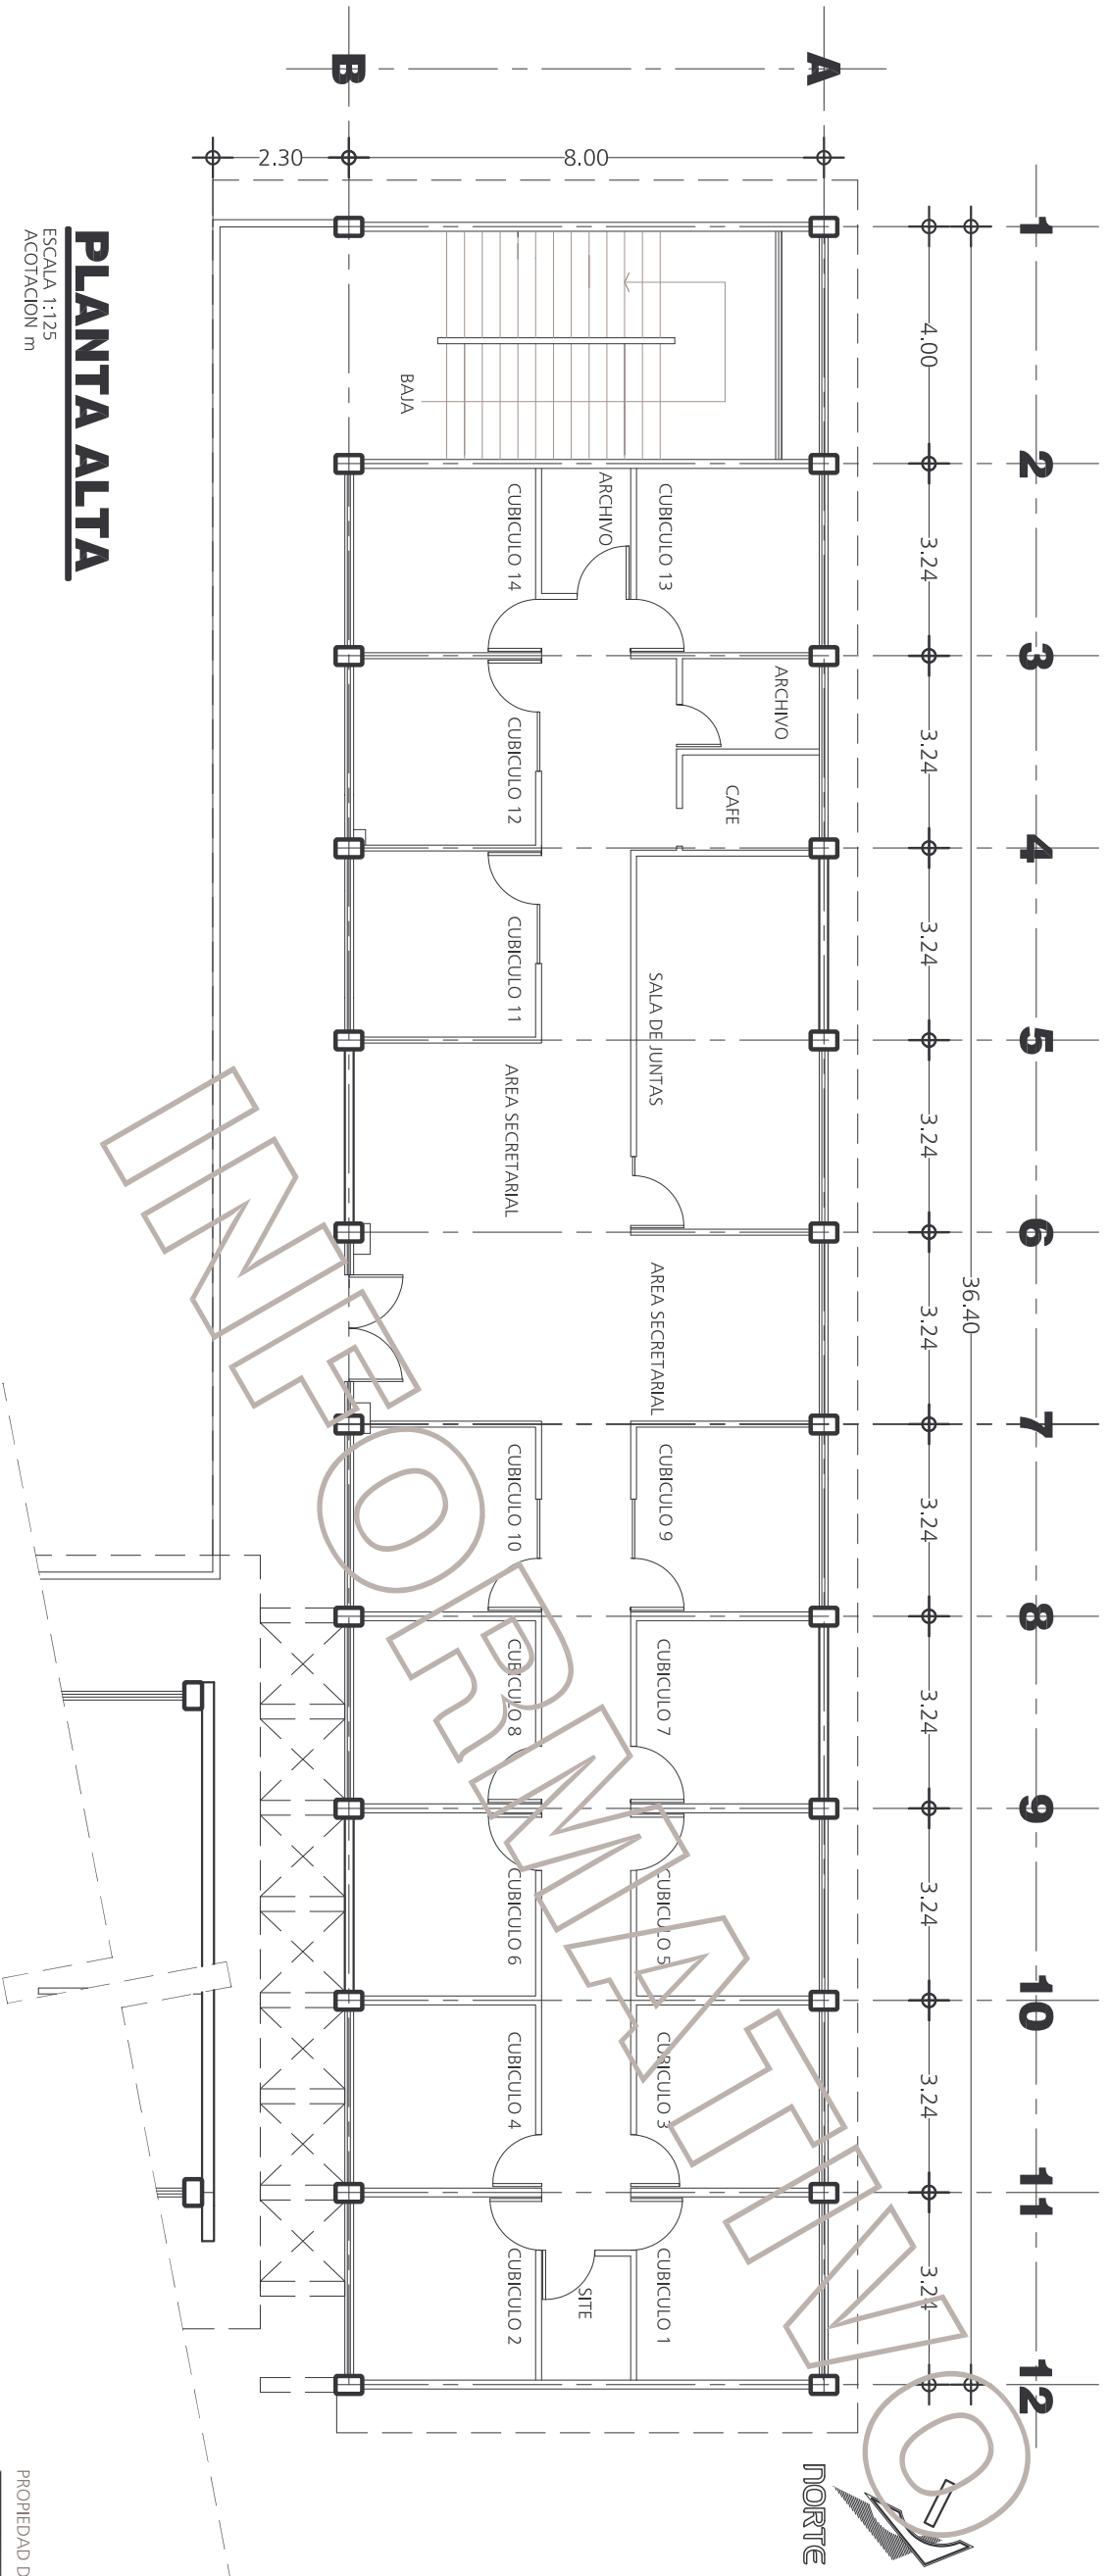 1 2 3 4 5 6 7 8 9 10 11 12
36.40
4.00 3.24 3.24 3.24 3.24 3.24 3.24 3.24 3.24 3.24 3.24
A
8.00
B
2.30
ARCHIVO
CAFE
CUBICULO 13
SALA DE JUNTAS
AREA SECRETARIAL
CUBICULO 9
CUBICULO 7
CUBICULO 5
CUBICULO 3
CUBICULO 1
ARCHIVO
SITE
CUBICULO 14
CUBICULO 12
CUBICULO 11
AREA SECRETARIAL
CUBICULO 10
CUBICULO 8
CUBICULO 6
CUBICULO 4
CUBICULO 2
BAJA
INFORMATIVO
NORTE
PLANTA ALTA
ESCALA 1:125
ACOTACION m
PROPIEDAD D